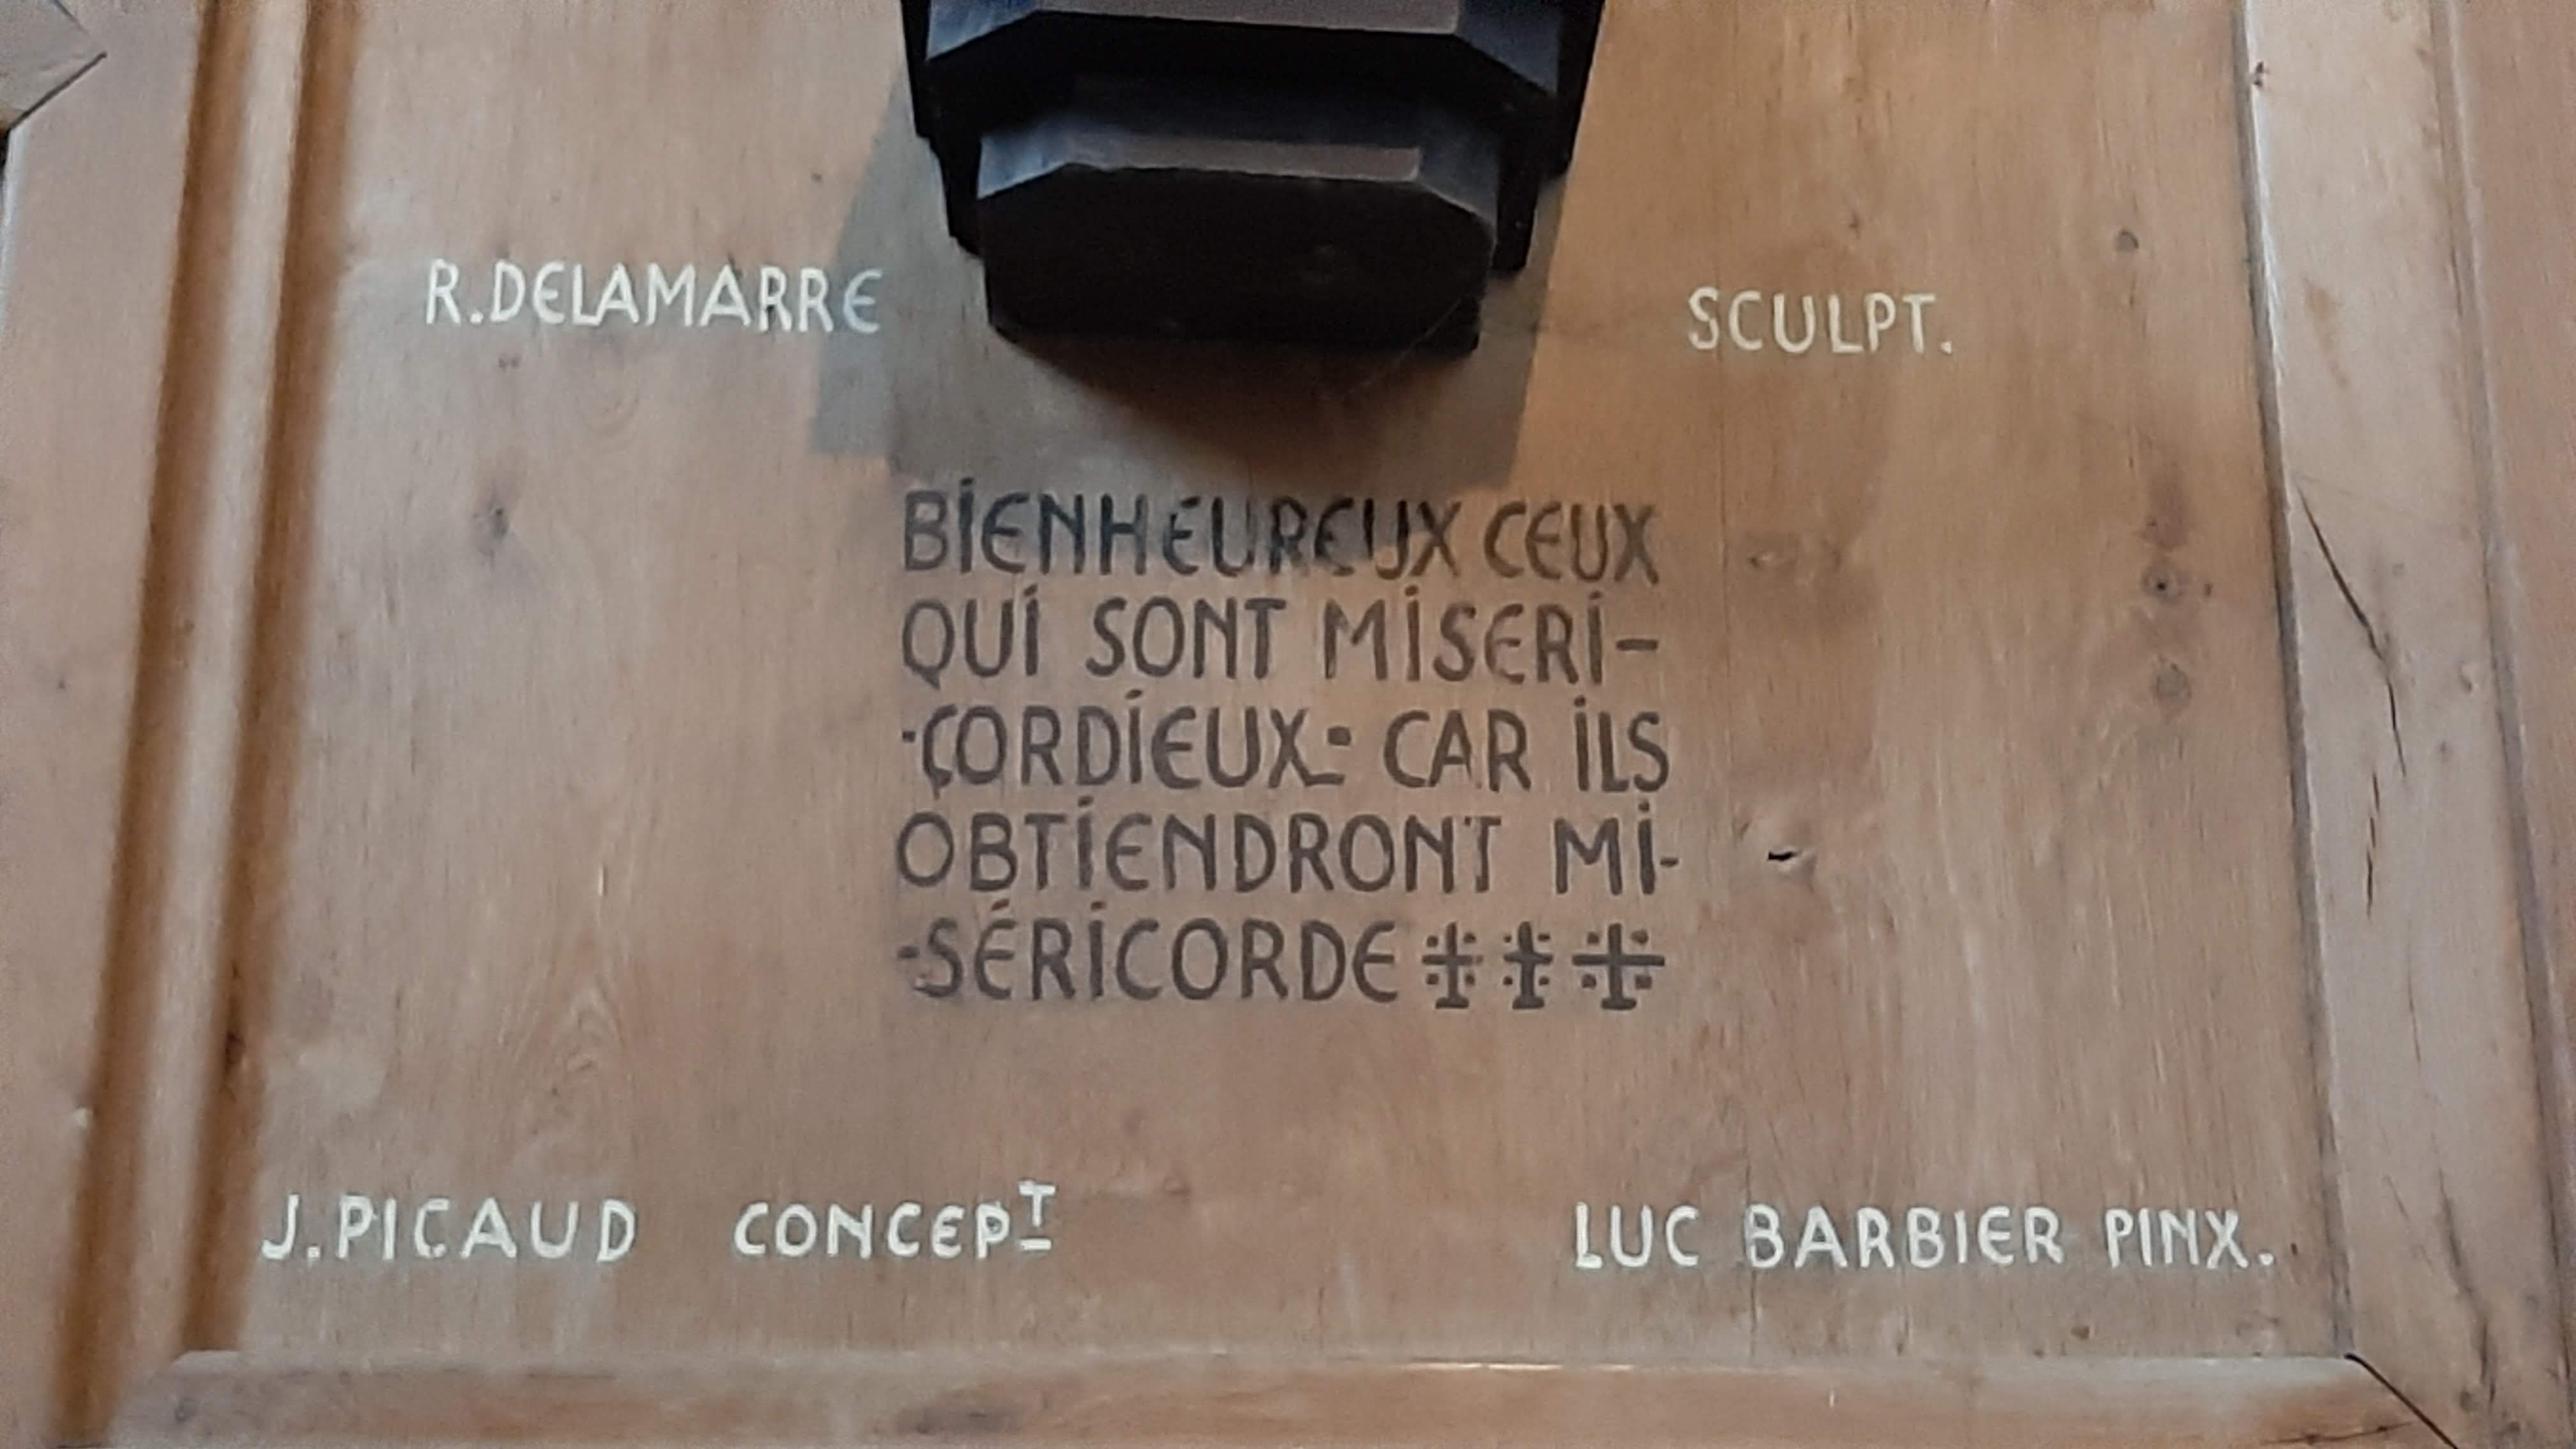 R.DELAMARRE SCULPT.
BIENHEUREUX CEUX
QUI SONT MISERI-
-CORDIEUX: CAR ILS
OBTIENDRONT MI-
-SÉRICORDE
J.PICAUD CONCEPT
LUC BARBIER PINX.